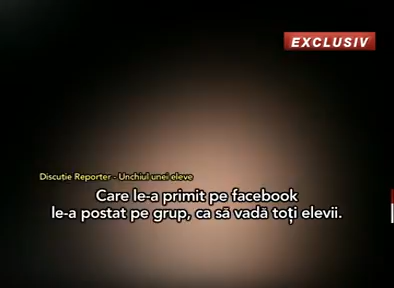 EXCLUSIV
Discuție Reporter - Unchiul unei eleve
Care le-a primit pe facebook
le-a postat pe grup, ca să vadă toți elevii.